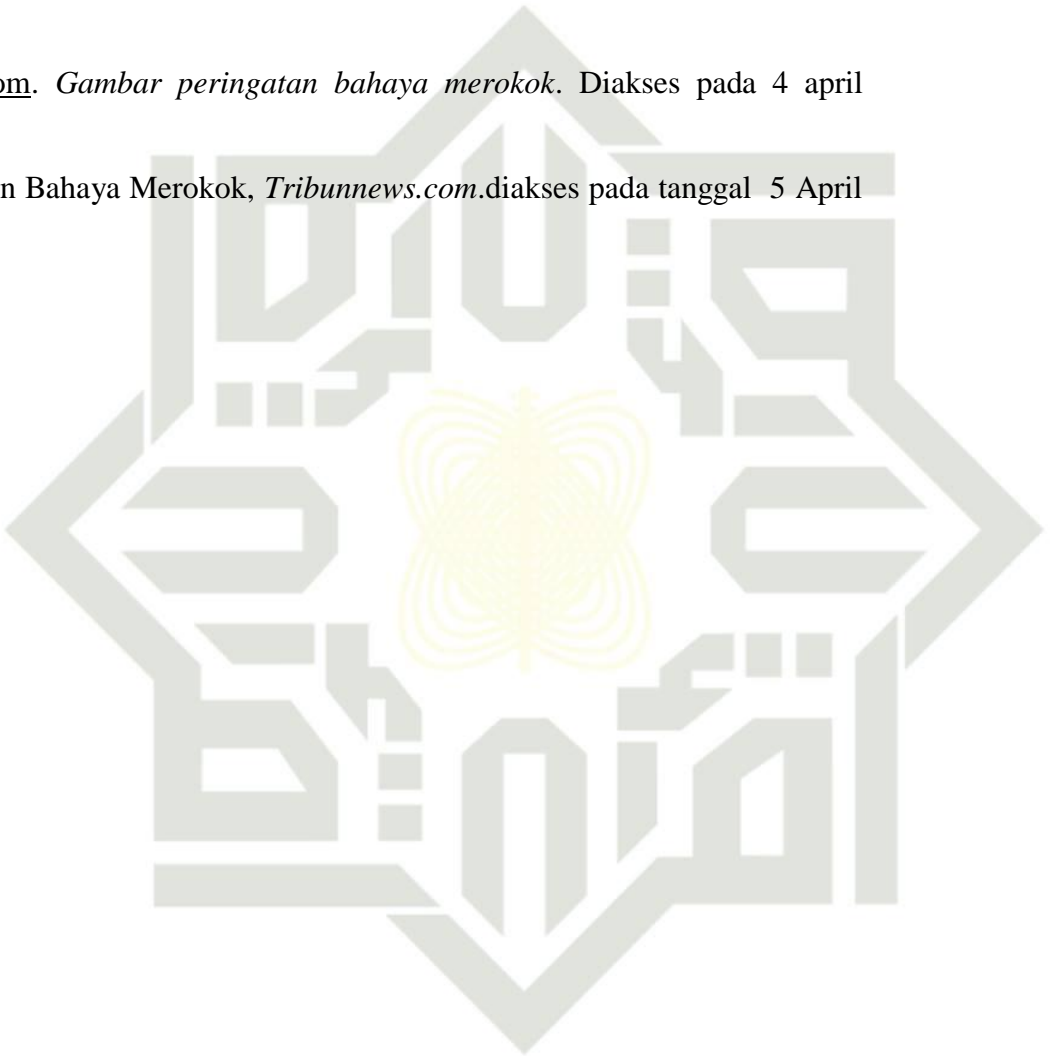 om. Gambar peringatan bahaya merokok. Diakses pada 4 april
n Bahaya Merokok, Tribunnews.com.diakses pada tanggal 5 April